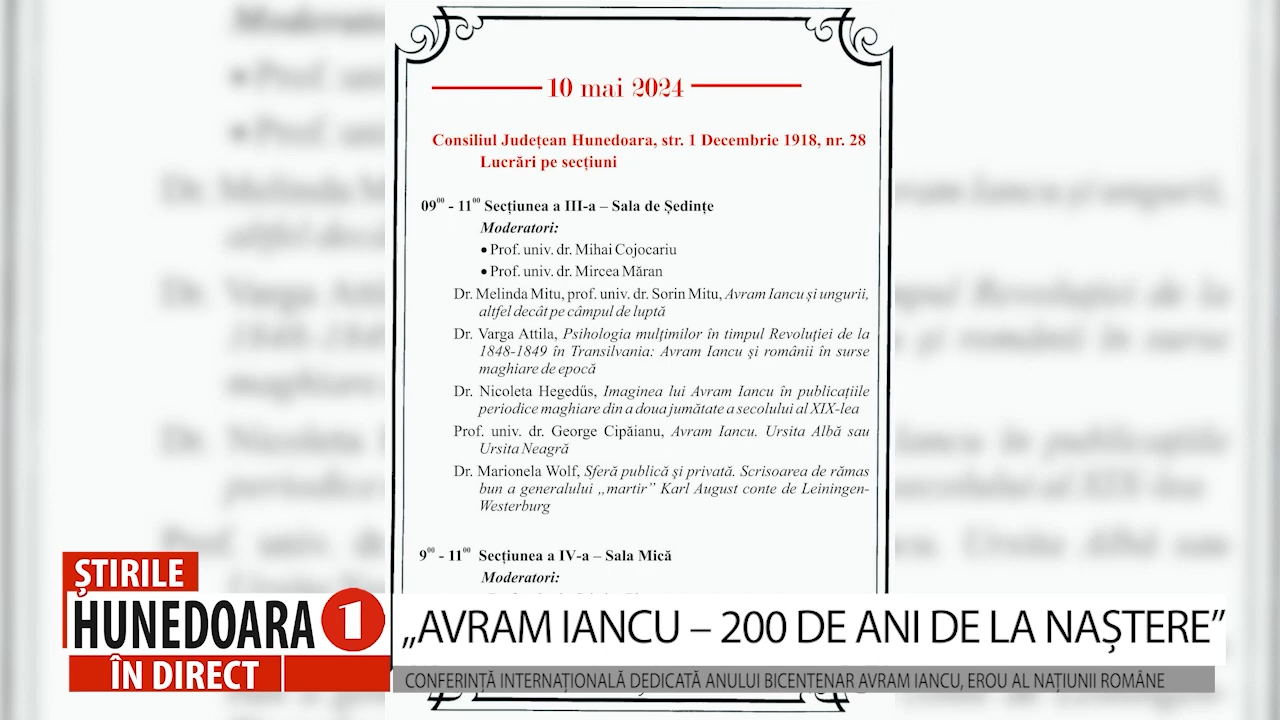 10 mai 2024
Consiliul Județean Hunedoara, str. 1 Decembrie 1918, nr. 28
Lucrări pe secțiuni
09⁰⁰ - 11⁰⁰ Secțiunea a III-a – Sala de Ședințe
Moderatori:
• Prof. univ. dr. Mihai Cojocariu
• Prof. univ. dr. Mircea Măran
Dr. Melinda Mitu, prof. univ. dr. Sorin Mitu, Avram Iancu și ungurii,
altfel decât pe câmpul de luptă
Dr. Varga Attila, Psihologia mulțimilor în timpul Revoluției de la
1848-1849 în Transilvania: Avram Iancu și românii în surse
maghiare de epocă
Dr. Nicoleta Hegedűs, Imaginea lui Avram Iancu în publicațiile
periodice maghiare din a doua jumătate a secolului al XIX-lea
Prof. univ. dr. George Cipăianu, Avram Iancu. Ursita Albă sau
Ursita Neagră
Dr. Marionela Wolf, Sferă publică și privată. Scrisoarea de rămas
bun a generalului „martir” Karl August conte de Leiningen-
Westerburg
9⁰⁰ - 11⁰⁰ Secțiunea a IV-a – Sala Mică
Moderatori:
ȘTIRILE
HUNEDOARA 1
ÎN DIRECT
„AVRAM IANCU – 200 DE ANI DE LA NAȘTERE”
CONFERINȚĂ INTERNAȚIONALĂ DEDICATĂ ANULUI BICENTENAR AVRAM IANCU, EROU AL NAȚIUNII ROMÂNE